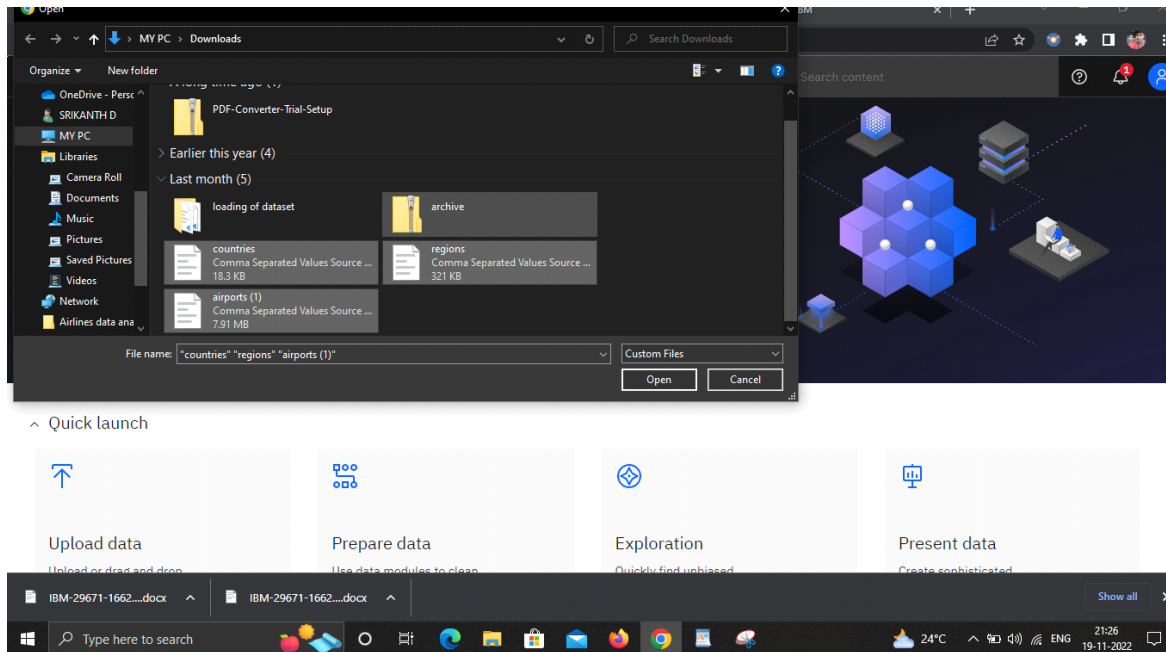 Open
BM
MY PC > Downloads
Search Downloads
Search content
1
Organize
New folder
OneDrive - Persc
SRIKANTH D
MY PC
Libraries
Camera Roll
Documents
Music
Pictures
Saved Pictures
Videos
Network
Airlines data ana
A long time ago (1)
PDF-Converter-Trial-Setup
Earlier this year (4)
Last month (5)
loading of dataset
archive
countries
Comma Separated Values Source ...
18.3 KB
regions
Comma Separated Values Source ...
321 KB
airports (1)
Comma Separated Values Source ...
7.91 MB
File name:
"countries" "regions" "airports (1)"
Custom Files
Open
Cancel
Quick launch
Upload data
Upload or drag and drop
Prepare data
Use data modules to clean
Exploration
Quickly find unbiased
Present data
Create sophisticated
IBM-29671-1662....docx
IBM-29671-1662....docx
Show all
Type here to search
24°C
ENG
21:26
19-11-2022